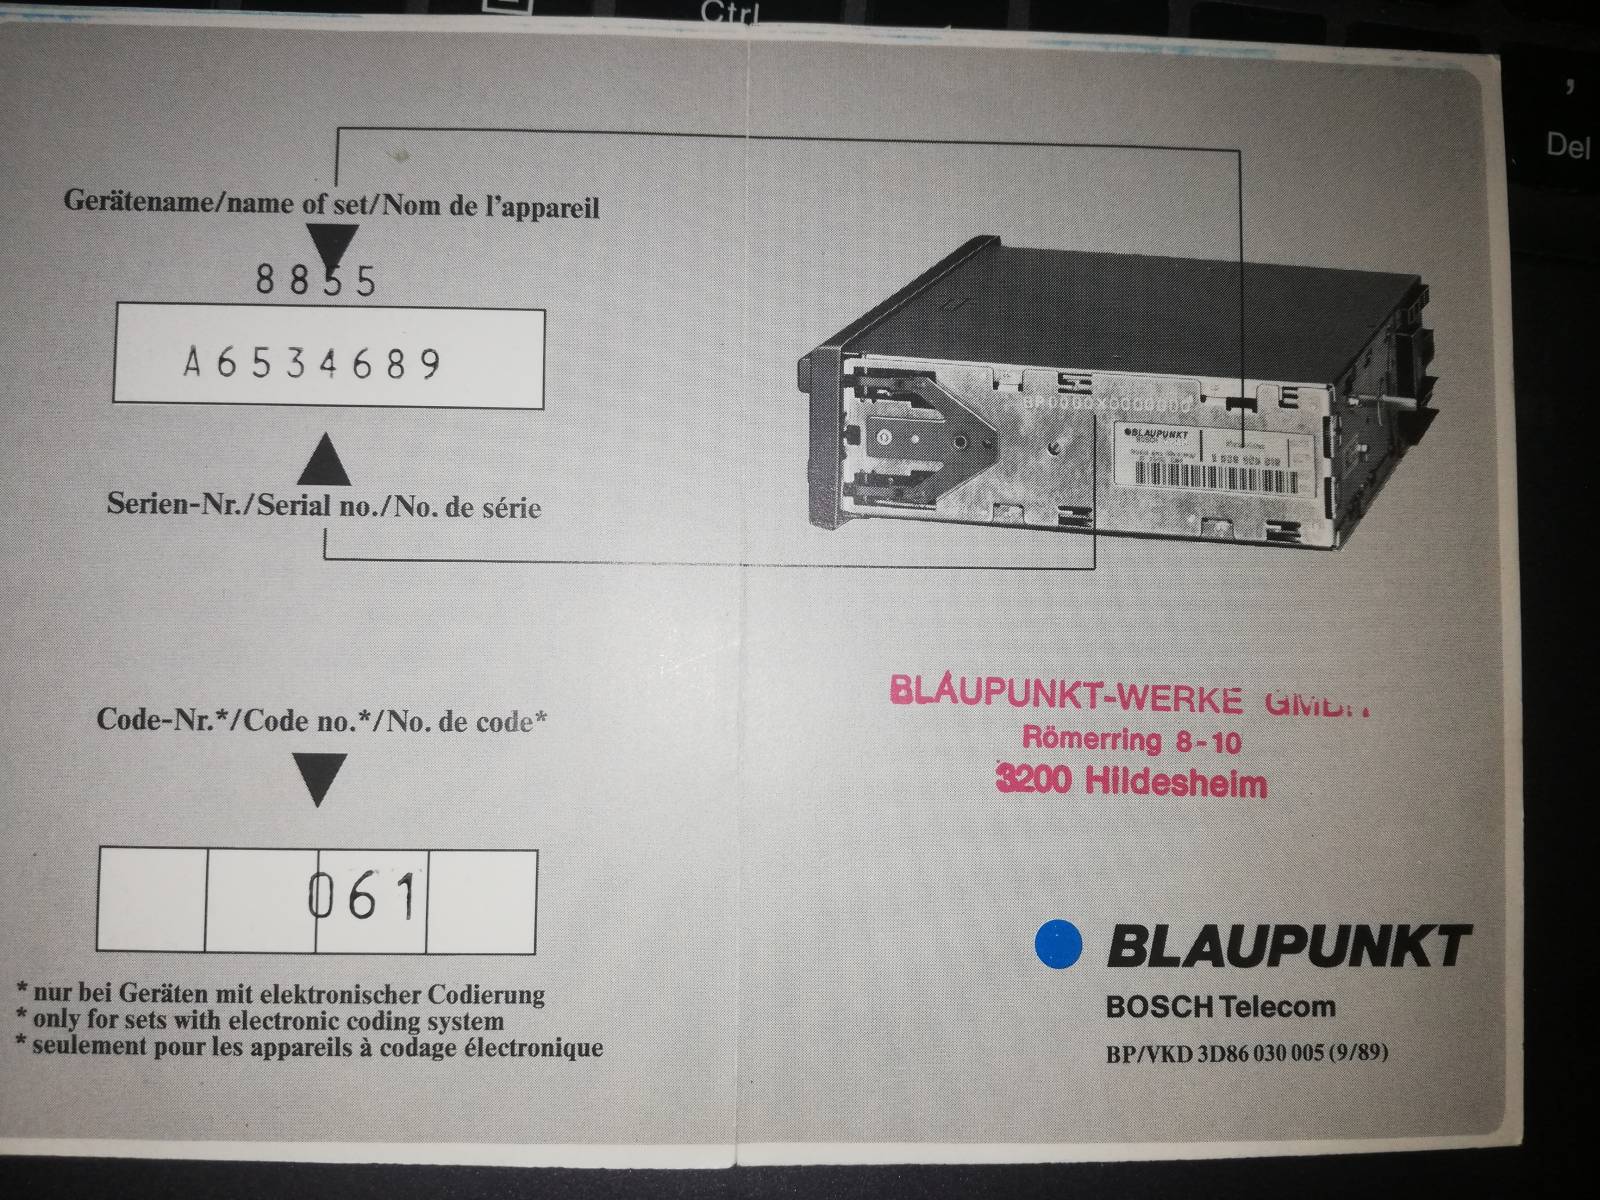 Ctrl
Del
Gerätename/name of set/Nom de l'appareil
8855
A6534689
Serien-Nr./Serial no./No. de série
BP0000X0000000
BLAUPUNKT
Code-Nr.*/Code no.*/No. de code*
061
* nur bei Geräten mit elektronischer Codierung
* only for sets with electronic coding system
* seulement pour les appareils à codage électronique
BLAUPUNKT-WERKE GMBH
Römerring 8-10
3200 Hildesheim
BLAUPUNKT
BOSCH Telecom
BP/VKD 3D86 030 005 (9/89)